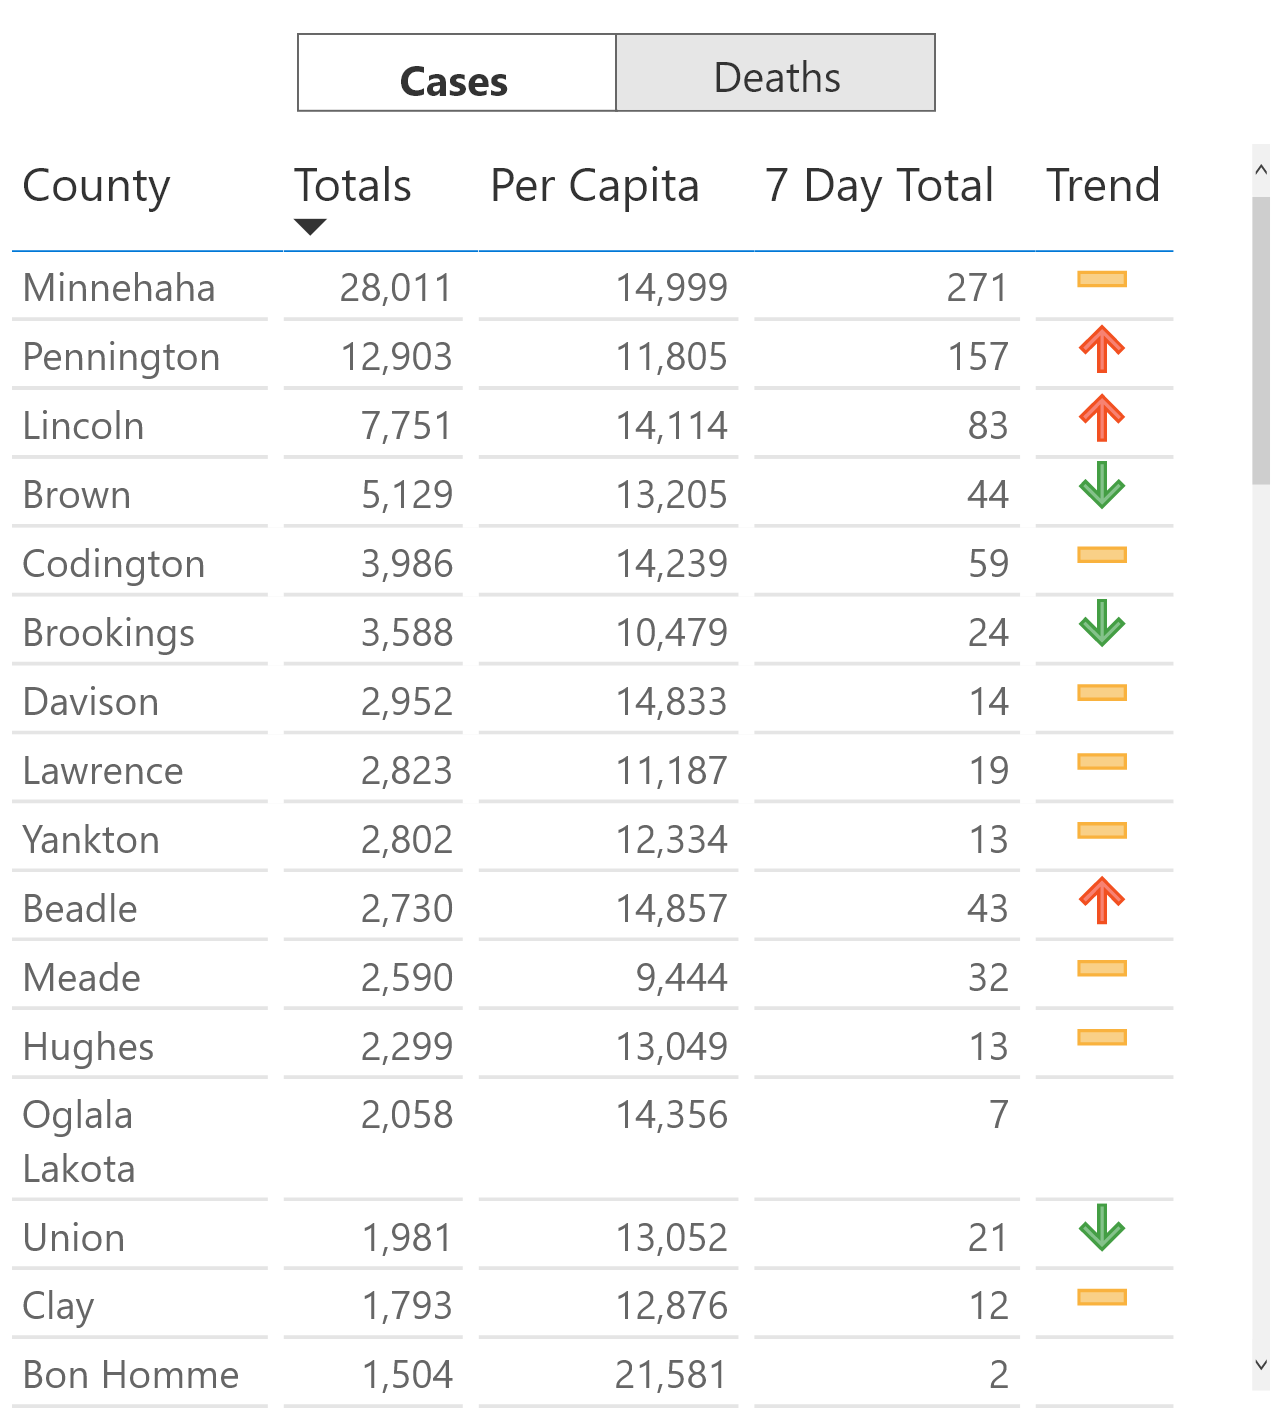 Cases Deaths
County Totals Per Capita 7 Day Total Trend
Minnehaha 28,011 14,999 271
Pennington 12,903 11,805 157
Lincoln 7,751 14,114 83
Brown 5,129 13,205 44
Codington 3,986 14,239 59
Brookings 3,588 10,479 24
Davison 2,952 14,833 14
Lawrence 2,823 11,187 19
Yankton 2,802 12,334 13
Beadle 2,730 14,857 43
Meade 2,590 9,444 32
Hughes 2,299 13,049 13
Oglala 2,058 14,356 7
Lakota
Union 1,981 13,052 21
Clay 1,793 12,876 12
Bon Homme 1,504 21,581 2